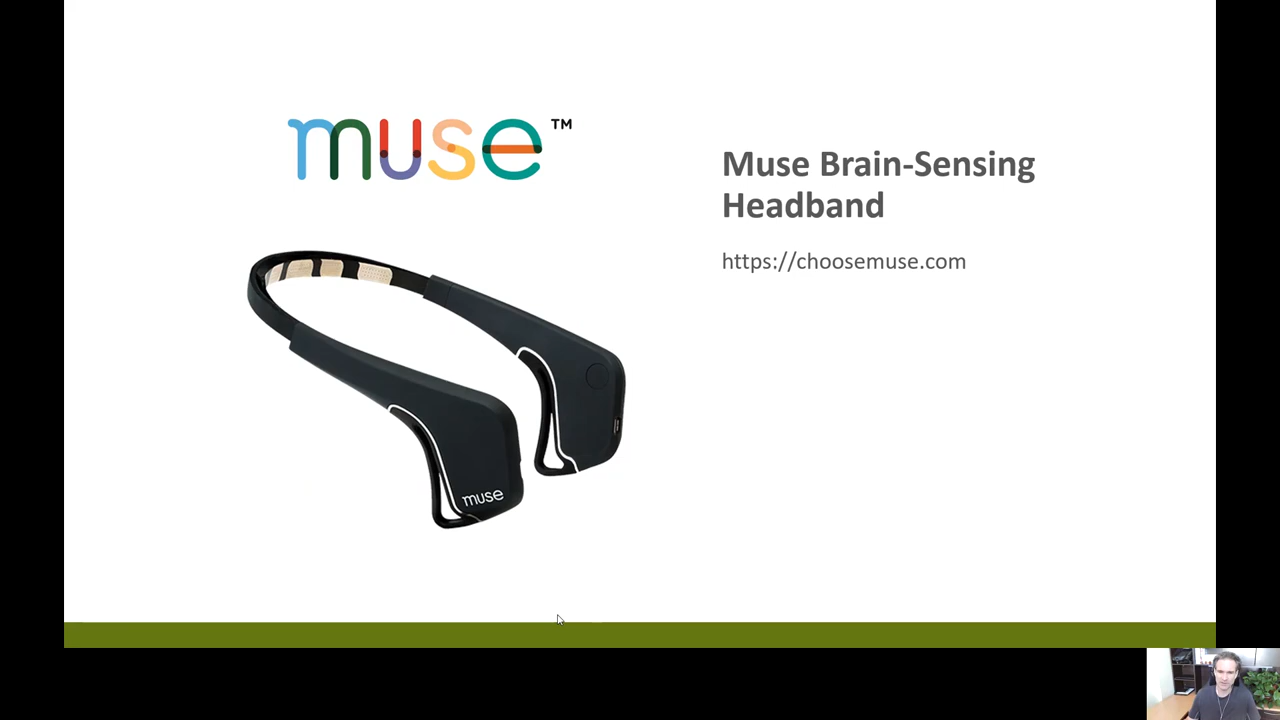 muse™
Muse Brain-Sensing
Headband
https://choosemuse.com
muse